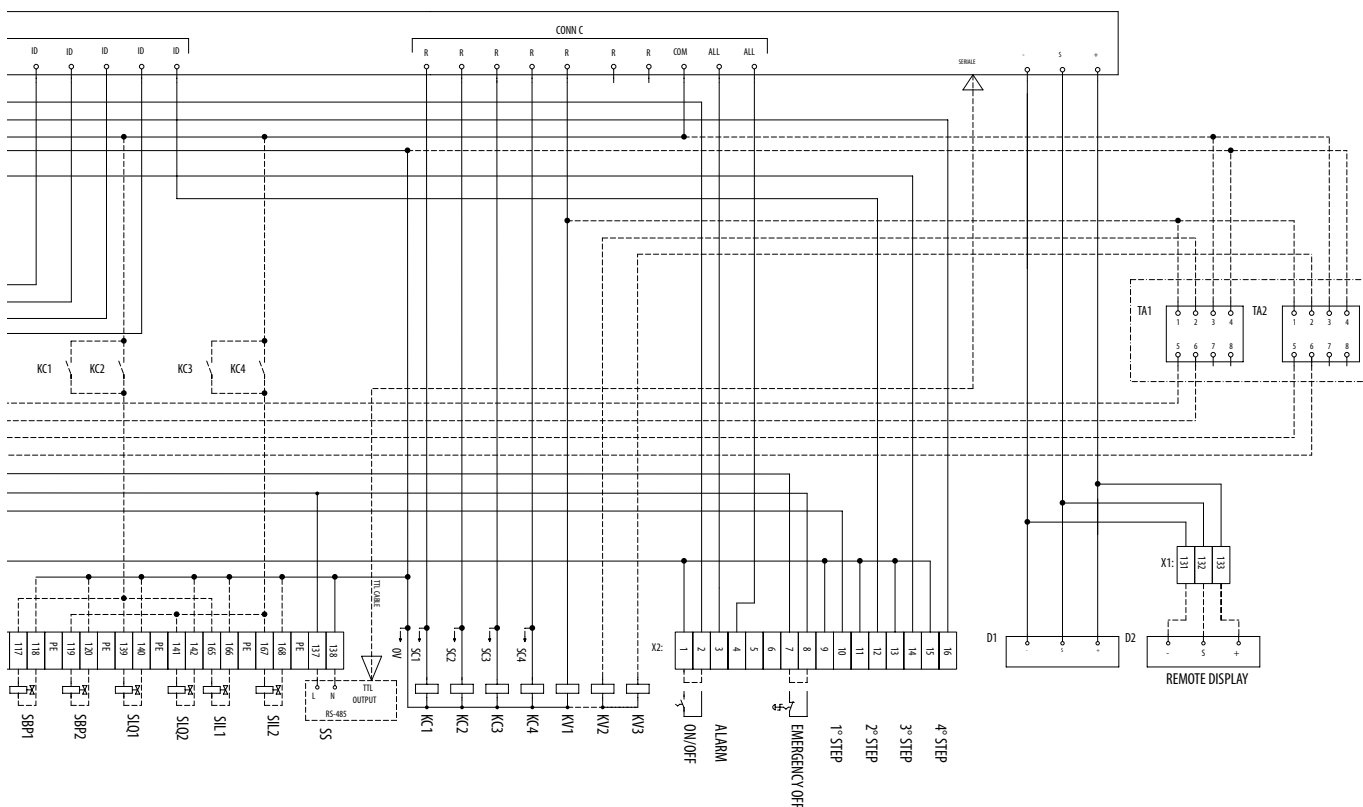 CONN C
ID ID ID ID ID
R R R R R R R COM ALL ALL
SERIALE
- S +
TA1
1 2 3 4
5 6 7 8
TA2
1 2 3 4
5 6 7 8
KC1 KC2 KC3 KC4
TTL CABLE
X1: 131 132 133
117 118 PE 119 120 PE 139 140 PE 141 142 165 166 PE 167 168 PE 137 138
0V SC1 SC2 SC3 SC4
X2: 1 2 3 4 5 6 7 8 9 10 11 12 13 14 15 16
D1
- S +
D2
- S +
REMOTE DISPLAY
L N
TTL
OUTPUT
RS-485
SBP1 SBP2 SLQ1 SLQ2 SIL1 SIL2 SS
KC1 KC2 KC3 KC4 KV1 KV2 KV3
ON/OFF ALARM EMERGENCY OFF 1° STEP 2° STEP 3° STEP 4° STEP